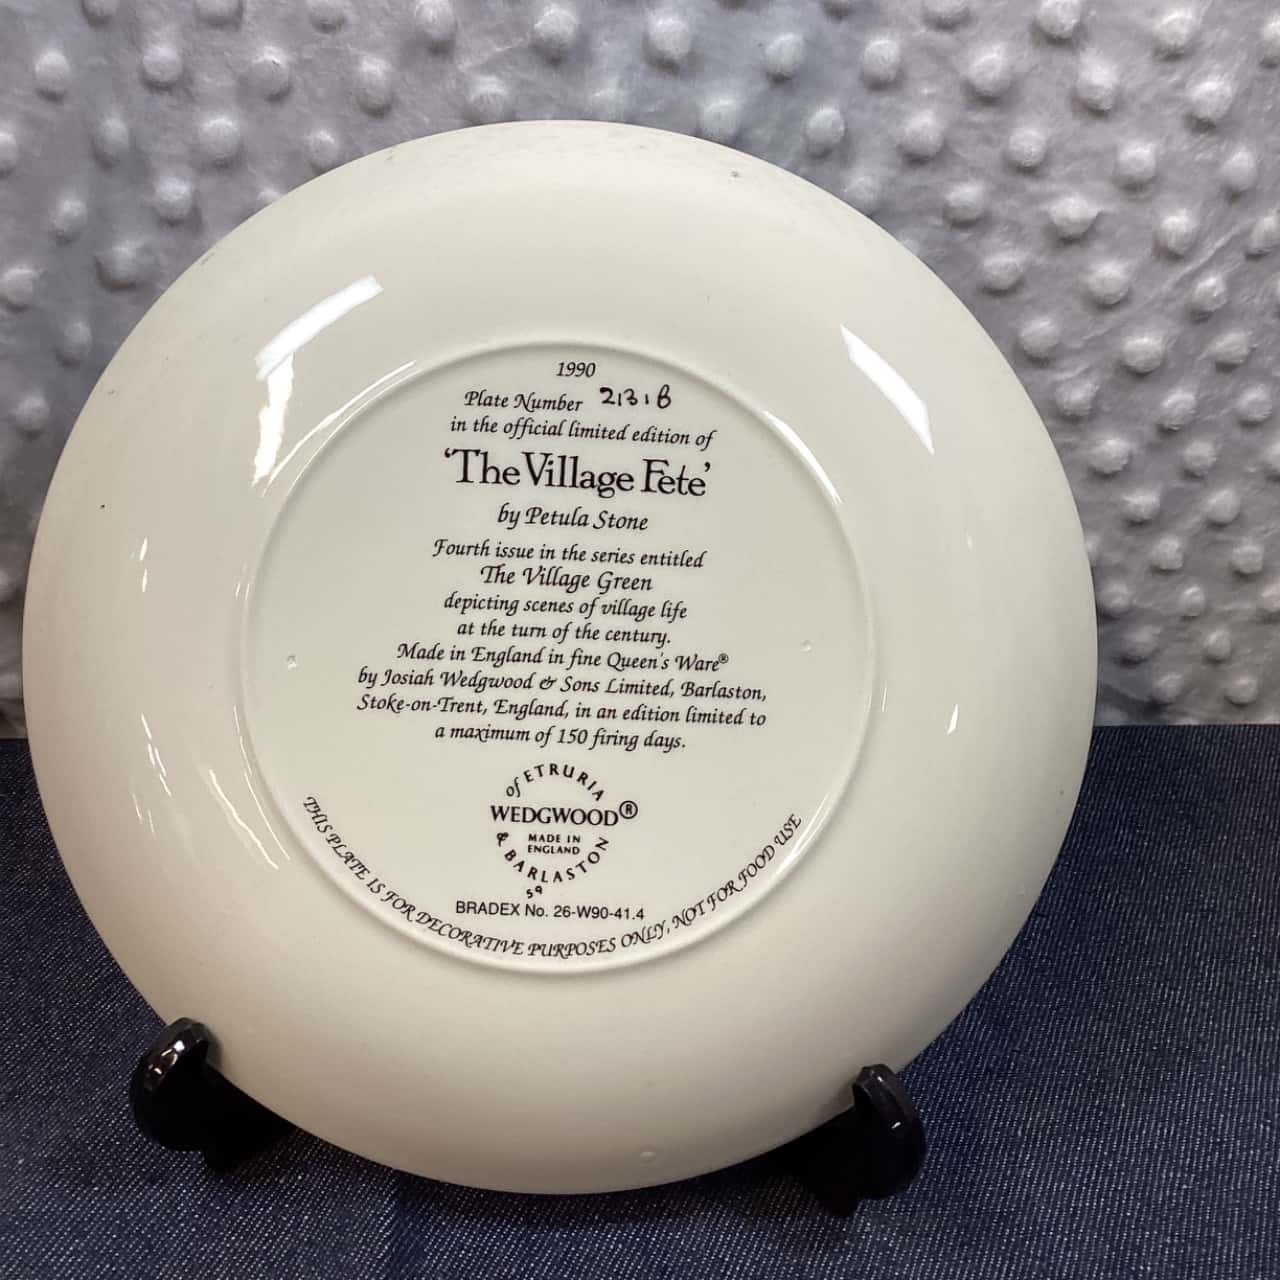 1990
Plate Number 2131B
in the official limited edition of
‘The Village Fete’
by Petula Stone
Fourth issue in the series entitled
The Village Green
depicting scenes of village life
at the turn of the century.
Made in England in fine Queen's Ware®
by Josiah Wedgwood & Sons Limited, Barlaston,
Stoke-on-Trent, England, in an edition limited to
a maximum of 150 firing days.
of ETRURIA
WEDGWOOD®
MADE IN
ENGLAND
& BARLASTON
59
BRADEX No. 26-W90-41.4
THIS PLATE IS FOR DECORATIVE PURPOSES ONLY, NOT FOR FOOD USE